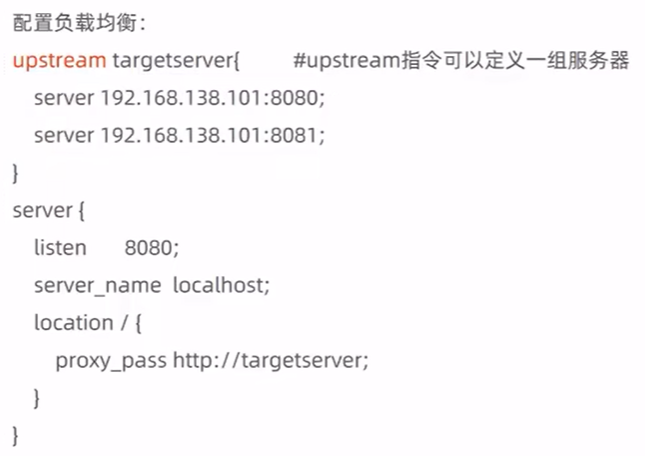 配置负载均衡：
upstream targetserver{ #upstream指令可以定义一组服务器
server 192.168.138.101:8080;
server 192.168.138.101:8081;
}
server {
listen 8080;
server_name localhost;
location / {
proxy_pass http://targetserver;
}
}